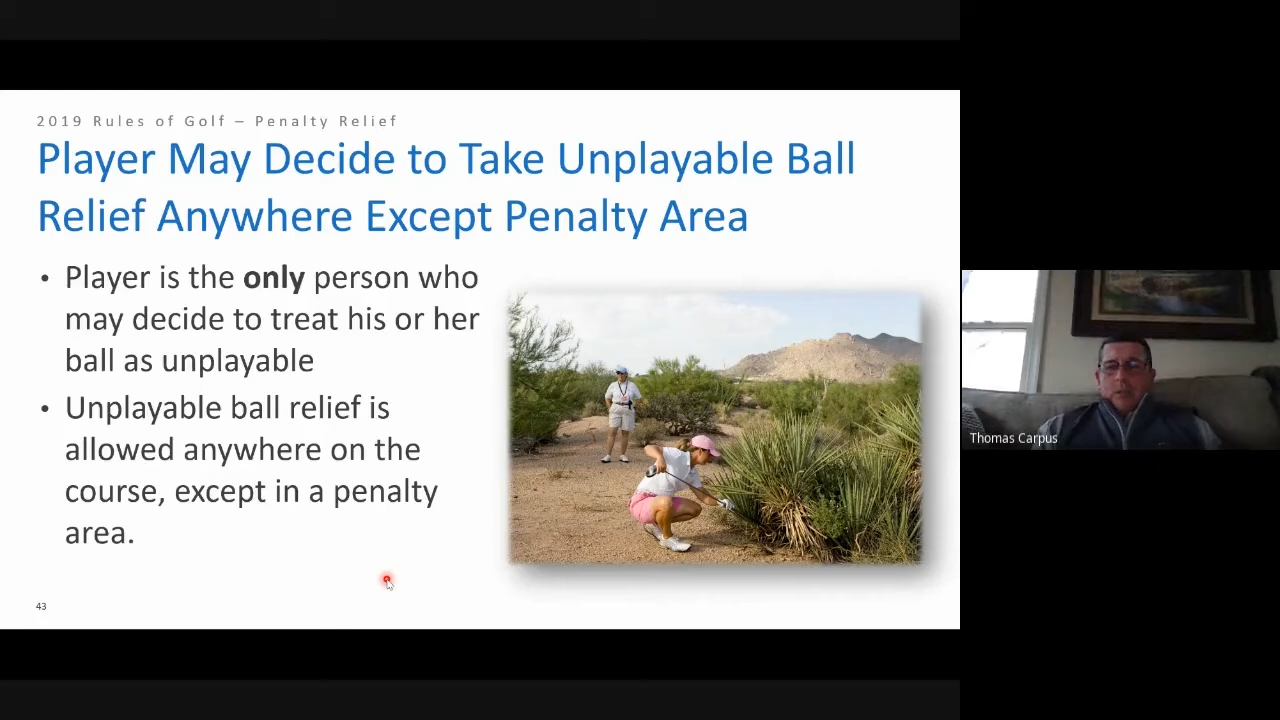 2019 Rules of Golf – Penalty Relief
Player May Decide to Take Unplayable Ball
Relief Anywhere Except Penalty Area
• Player is the only person who
may decide to treat his or her
ball as unplayable
• Unplayable ball relief is
allowed anywhere on the
course, except in a penalty
area.
43
Thomas Carpus